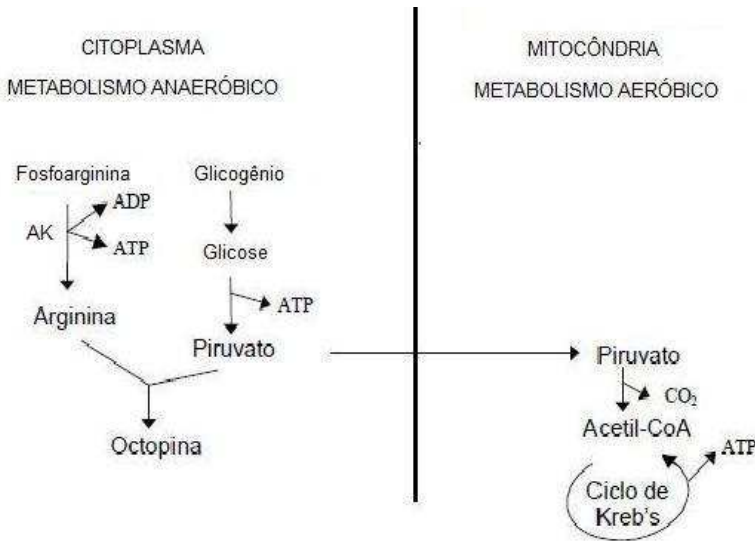 CITOPLASMA
METABOLISMO ANAERÓBICO
Fosfoarginina
ADP
AK
ATP
Arginina
Glicogênio
Glicose
ATP
Piruvato
Octopina
MITOCÔNDRIA
METABOLISMO AERÓBICO
Piruvato
CO₂
Acetil-CoA
ATP
Ciclo de
Kreb's